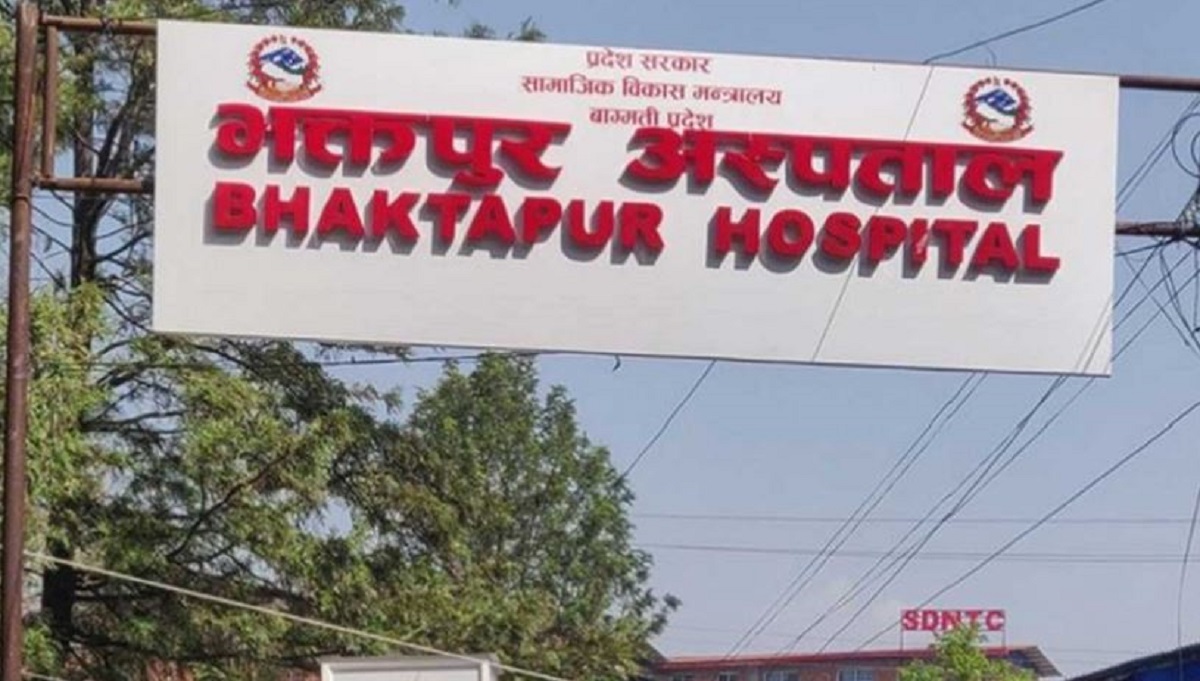 प्रदेश सरकार
सामाजिक विकास मन्त्रालय
बाग्मती प्रदेश
भक्तपुर अस्पताल
BHAKTAPUR HOSPITAL
SDNTC